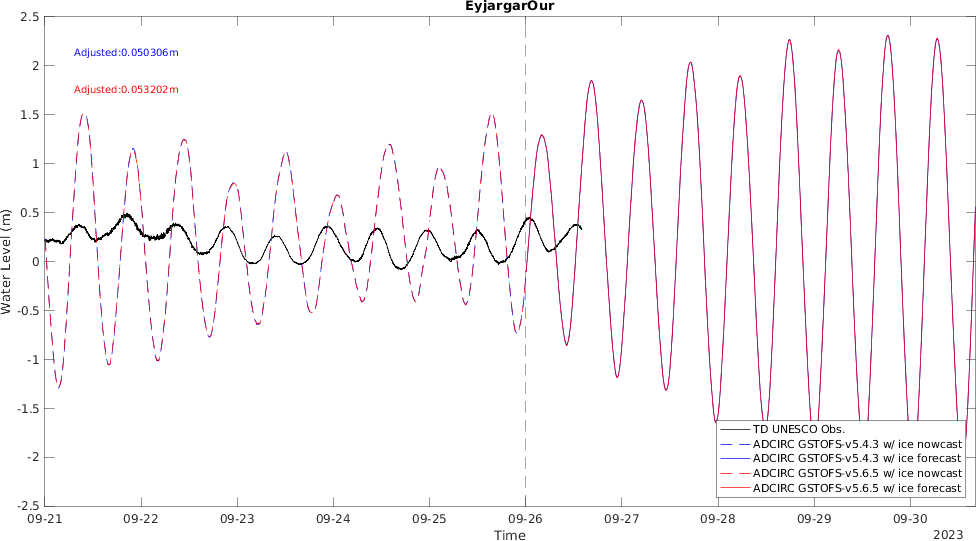 EyjargarOur
2.5
2
1.5
1
0.5
0
-0.5
-1
-1.5
-2
-2.5
Water Level (m)
Adjusted:0.050306m
Adjusted:0.053202m
TD UNESCO Obs.
ADCIRC GSTOFS-v5.4.3 w/ ice nowcast
ADCIRC GSTOFS-v5.4.3 w/ ice forecast
ADCIRC GSTOFS-v5.6.5 w/ ice nowcast
ADCIRC GSTOFS-v5.6.5 w/ ice forecast
09-21 09-22 09-23 09-24 09-25 09-26 09-27 09-28 09-29 09-30
Time
2023